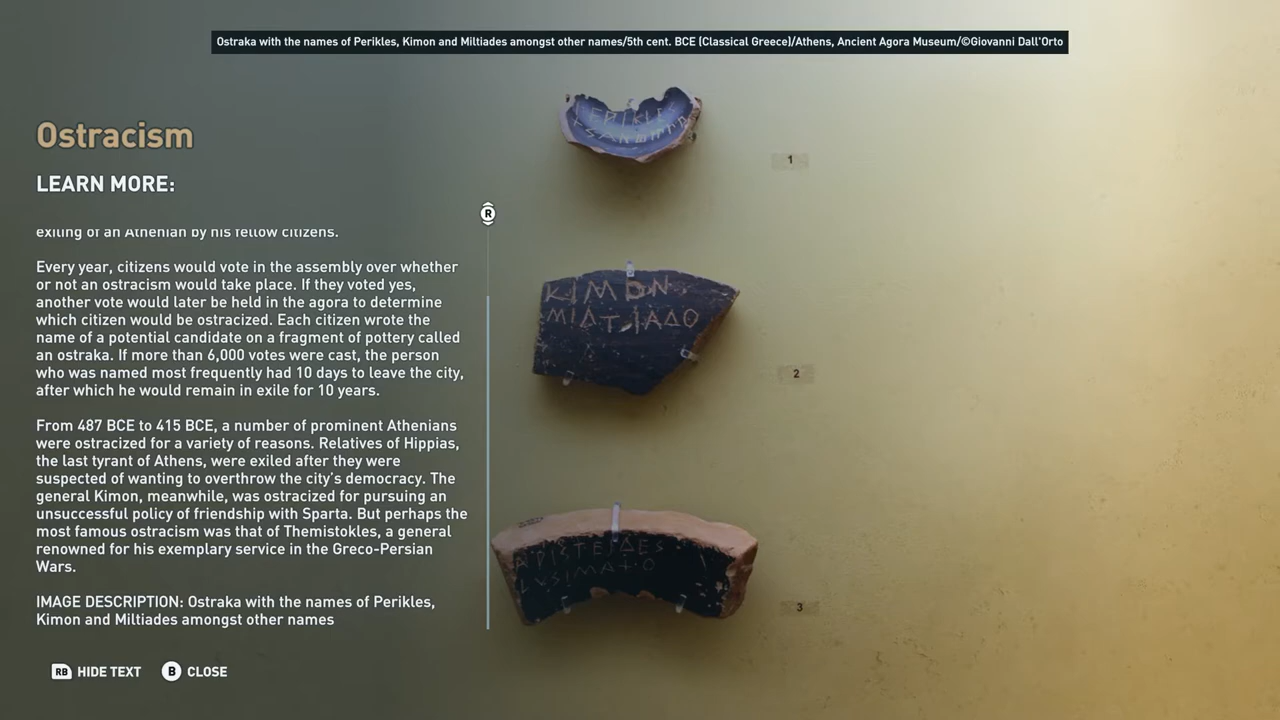 Ostraka with the names of Perikles, Kimon and Miltiades amongst other names/5th cent. BCE (Classical Greece)/Athens, Ancient Agora Museum/©Giovanni Dall'Orto
Ostracism
LEARN MORE:
exiling of an Athenian by his fellow citizens.
Every year, citizens would vote in the assembly over whether
or not an ostracism would take place. If they voted yes,
another vote would later be held in the agora to determine
which citizen would be ostracized. Each citizen wrote the
name of a potential candidate on a fragment of pottery called
an ostraka. If more than 6,000 votes were cast, the person
who was named most frequently had 10 days to leave the city,
after which he would remain in exile for 10 years.
From 487 BCE to 415 BCE, a number of prominent Athenians
were ostracized for a variety of reasons. Relatives of Hippias,
the last tyrant of Athens, were exiled after they were
suspected of wanting to overthrow the city's democracy. The
general Kimon, meanwhile, was ostracized for pursuing an
unsuccessful policy of friendship with Sparta. But perhaps the
most famous ostracism was that of Themistokles, a general
renowned for his exemplary service in the Greco-Persian
Wars.
IMAGE DESCRIPTION: Ostraka with the names of Perikles,
Kimon and Miltiades amongst other names
R
RB HIDE TEXT B CLOSE
1
ΚΙΜΟΝ
ΜΙΛΤΙΑΔΟ
2
3